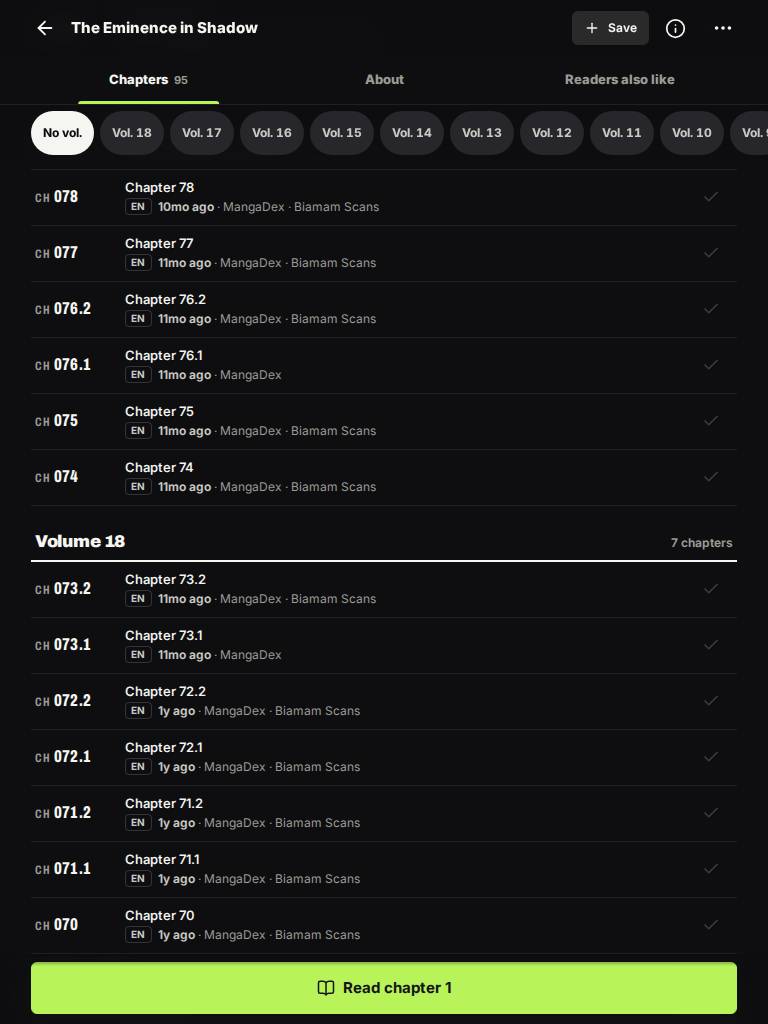 The Eminence in Shadow
Save
Chapters 95
About
Readers also like
No vol.
Vol. 18
Vol. 17
Vol. 16
Vol. 15
Vol. 14
Vol. 13
Vol. 12
Vol. 11
Vol. 10
Vol. 9
CH 078
Chapter 78
EN 10mo ago · MangaDex · Biamam Scans
CH 077
Chapter 77
EN 11mo ago · MangaDex · Biamam Scans
CH 076.2
Chapter 76.2
EN 11mo ago · MangaDex · Biamam Scans
CH 076.1
Chapter 76.1
EN 11mo ago · MangaDex
CH 075
Chapter 75
EN 11mo ago · MangaDex · Biamam Scans
CH 074
Chapter 74
EN 11mo ago · MangaDex · Biamam Scans
Volume 18
7 chapters
CH 073.2
Chapter 73.2
EN 11mo ago · MangaDex · Biamam Scans
CH 073.1
Chapter 73.1
EN 11mo ago · MangaDex
CH 072.2
Chapter 72.2
EN 1y ago · MangaDex · Biamam Scans
CH 072.1
Chapter 72.1
EN 1y ago · MangaDex · Biamam Scans
CH 071.2
Chapter 71.2
EN 1y ago · MangaDex · Biamam Scans
CH 071.1
Chapter 71.1
EN 1y ago · MangaDex · Biamam Scans
CH 070
Chapter 70
EN 1y ago · MangaDex · Biamam Scans
Read chapter 1